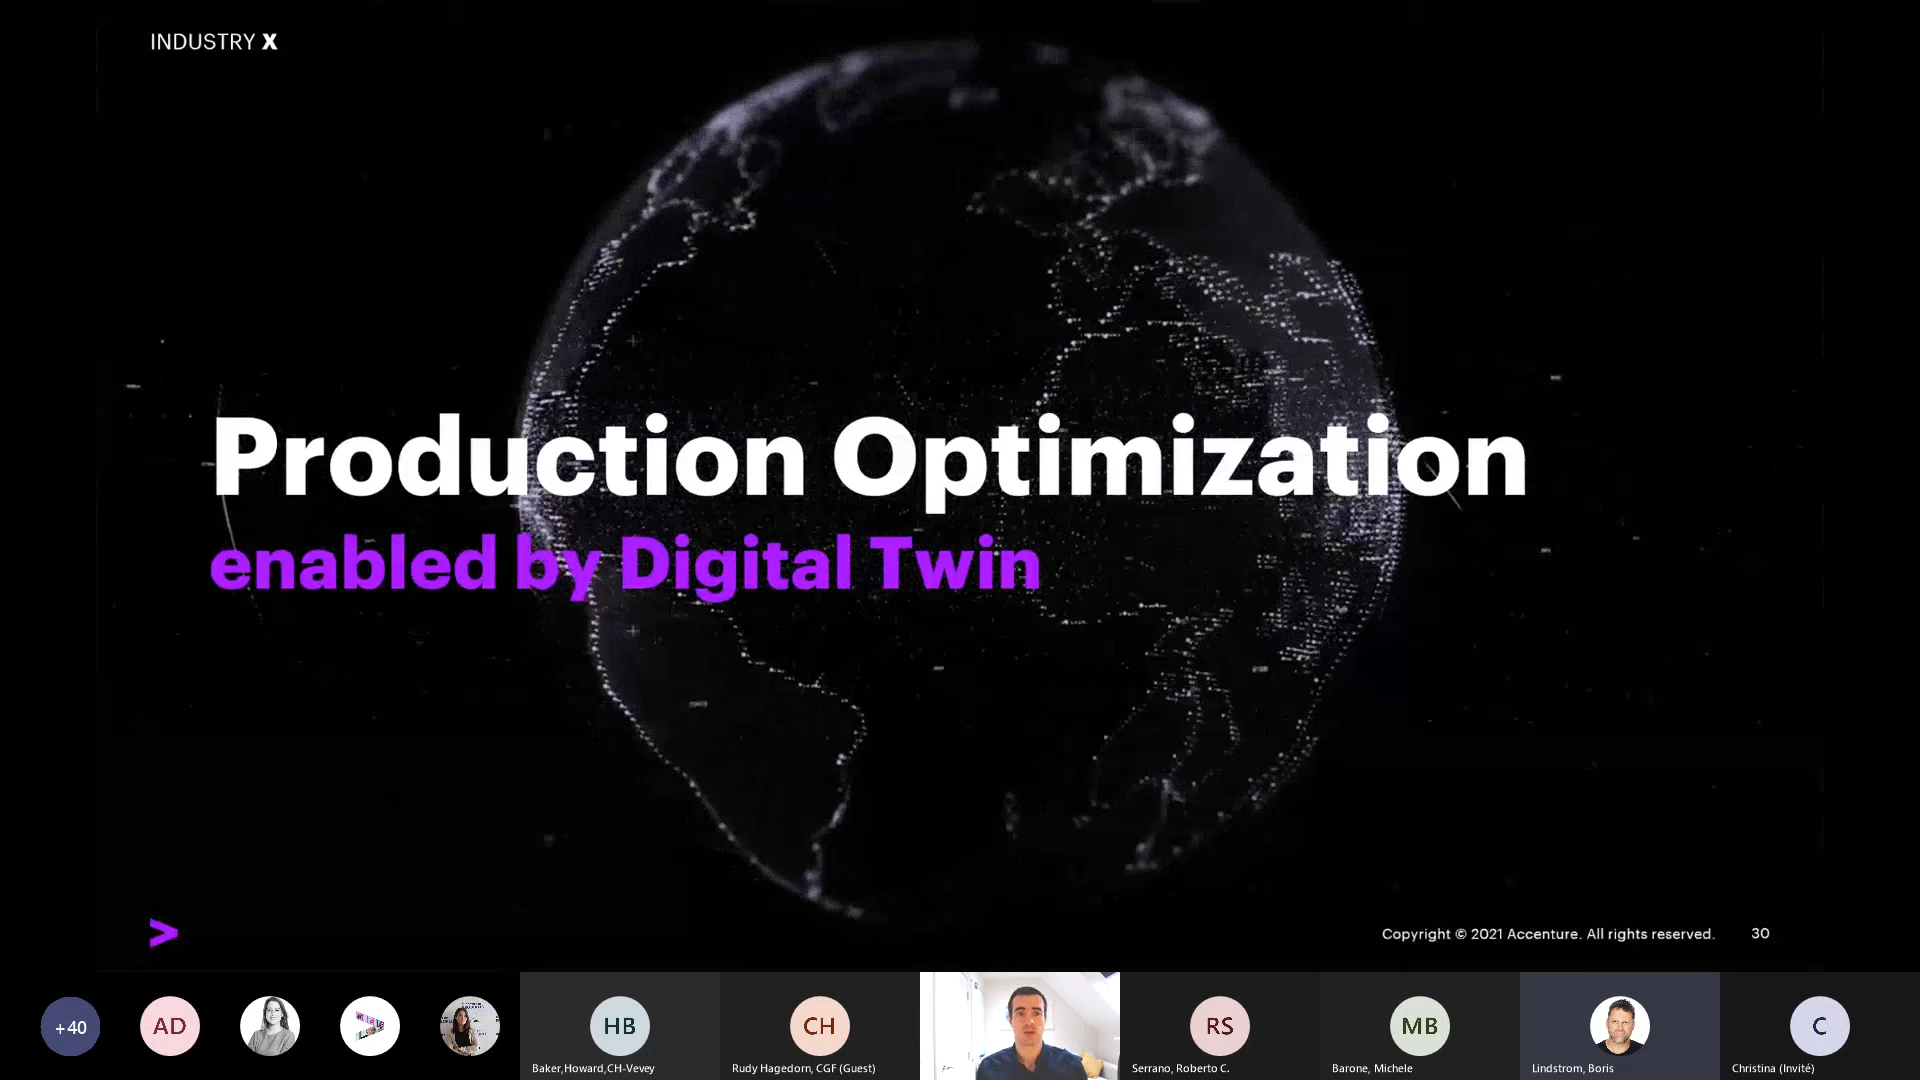 INDUSTRY X
Production Optimization
enabled by Digital Twin
>
Copyright © 2021 Accenture. All rights reserved. 30
+40
AD
HB
CH
RS
MB
C
Baker,Howard,CH-Vevey
Rudy Hagedorn, CGF (Guest)
Serrano, Roberto C.
Barone, Michele
Lindstrom, Boris
Christina (Invité)